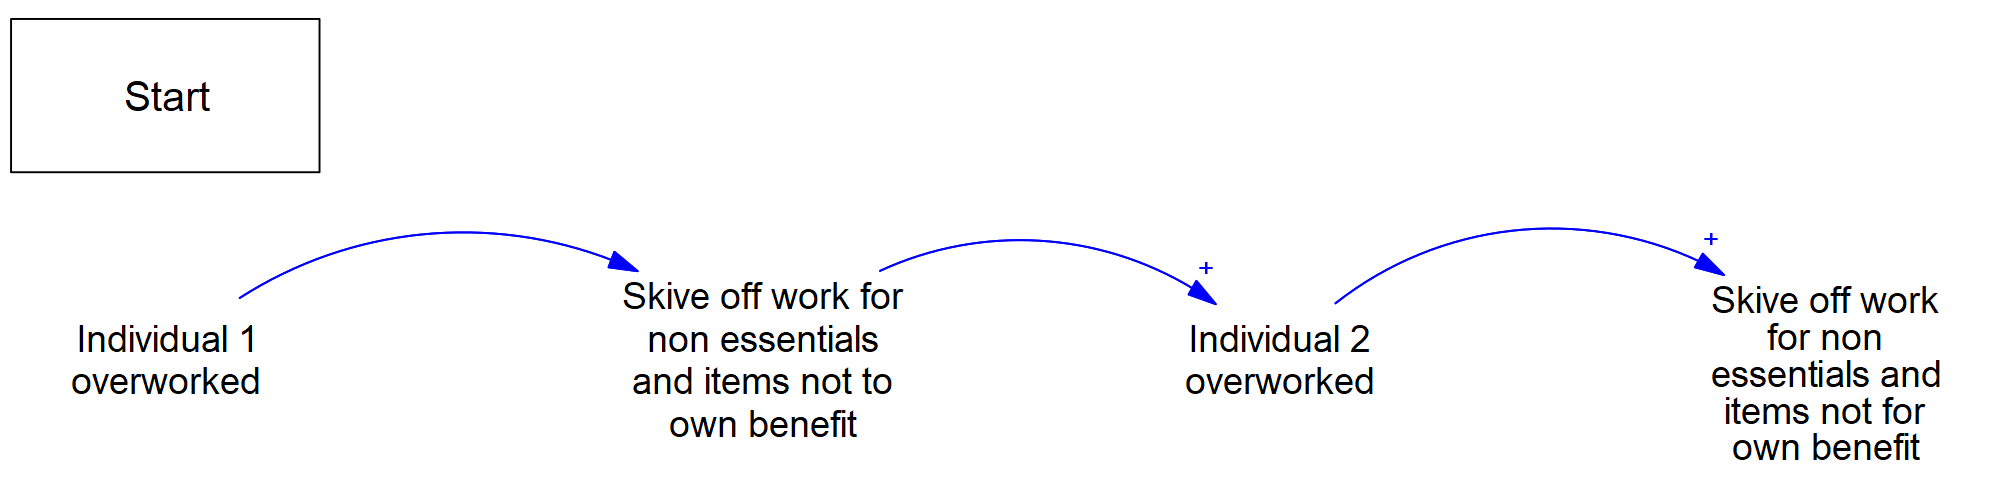 Start
+
+
Individual 1
overworked
Skive off work for
non essentials
and items not to
own benefit
Individual 2
overworked
Skive off work
for non
essentials and
items not for
own benefit